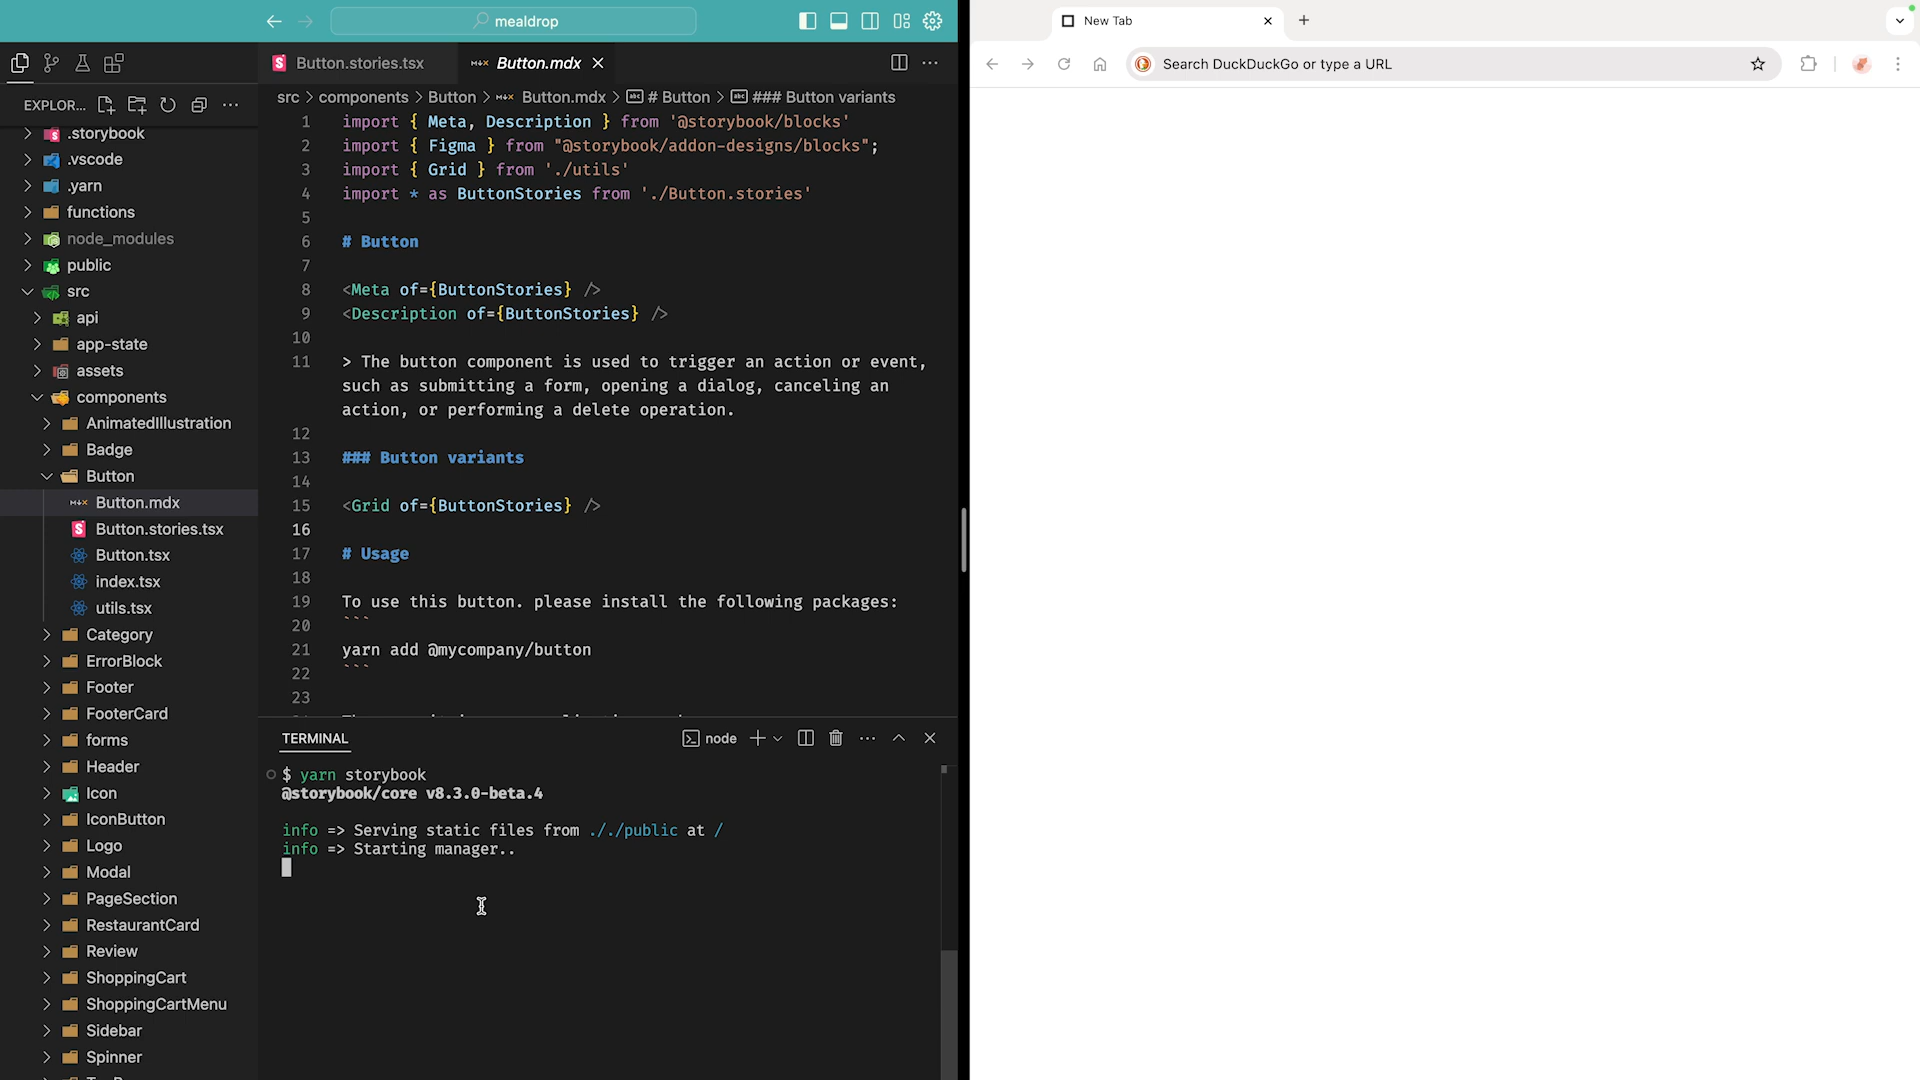 mealdrop
EXPLOR...
.storybook
.vscode
.yarn
functions
node_modules
public
src
api
app-state
assets
components
AnimatedIllustration
Badge
Button
Button.mdx
Button.stories.tsx
Button.tsx
index.tsx
utils.tsx
Category
ErrorBlock
Footer
FooterCard
forms
Header
Icon
IconButton
Logo
Modal
PageSection
RestaurantCard
Review
ShoppingCart
ShoppingCartMenu
Sidebar
Spinner
Button.stories.tsx
Button.mdx
src > components > Button > Button.mdx > # Button > ### Button variants
1 import { Meta, Description } from '@storybook/blocks'
2 import { Figma } from "@storybook/addon-designs/blocks";
3 import { Grid } from './utils'
4 import * as ButtonStories from './Button.stories'
5
6 # Button
7
8 <Meta of={ButtonStories} />
9 <Description of={ButtonStories} />
10
11 > The button component is used to trigger an action or event,
such as submitting a form, opening a dialog, canceling an
action, or performing a delete operation.
12
13 ### Button variants
14
15 <Grid of={ButtonStories} />
16
17 # Usage
18
19 To use this button. please install the following packages:
20 ```
21 yarn add @mycompany/button
22 ```
23
TERMINAL
node
$ yarn storybook
@storybook/core v8.3.0-beta.4
info => Serving static files from ././public at /
info => Starting manager..
New Tab
Search DuckDuckGo or type a URL